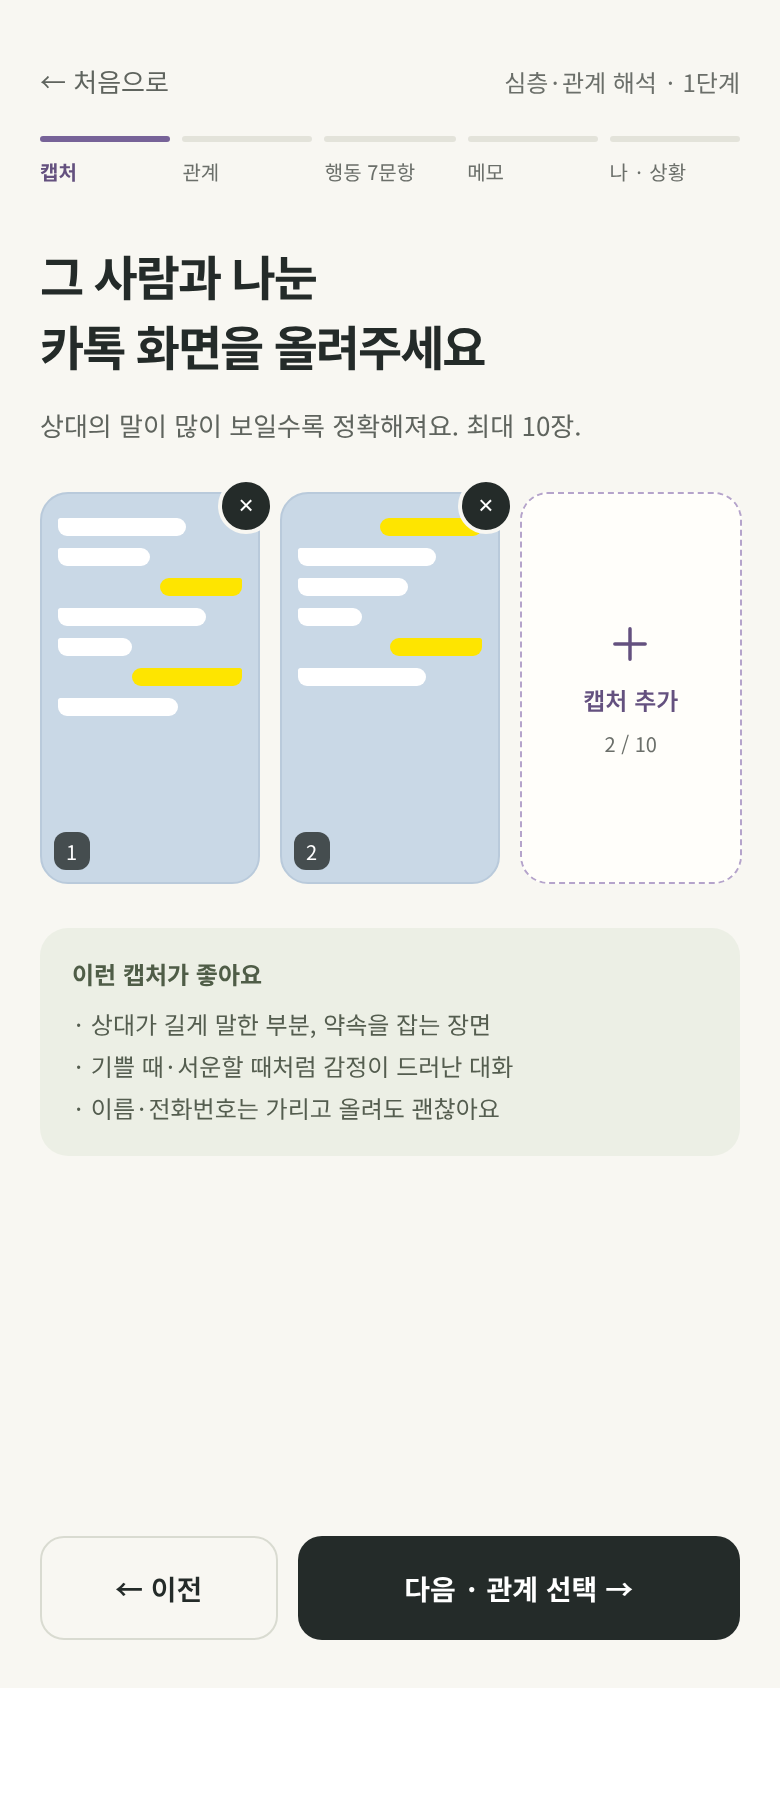 ← 처음으로
심층·관계 해석 · 1단계
캡처
관계
행동 7문항
메모
나 · 상황
그 사람과 나눈
카톡 화면을 올려주세요
상대의 말이 많이 보일수록 정확해져요. 최대 10장.
✕
✕
+
캡처 추가
2 / 10
1
2
이런 캡처가 좋아요
· 상대가 길게 말한 부분, 약속을 잡는 장면
· 기쁠 때·서운할 때처럼 감정이 드러난 대화
· 이름·전화번호는 가리고 올려도 괜찮아요
← 이전
다음 · 관계 선택 →